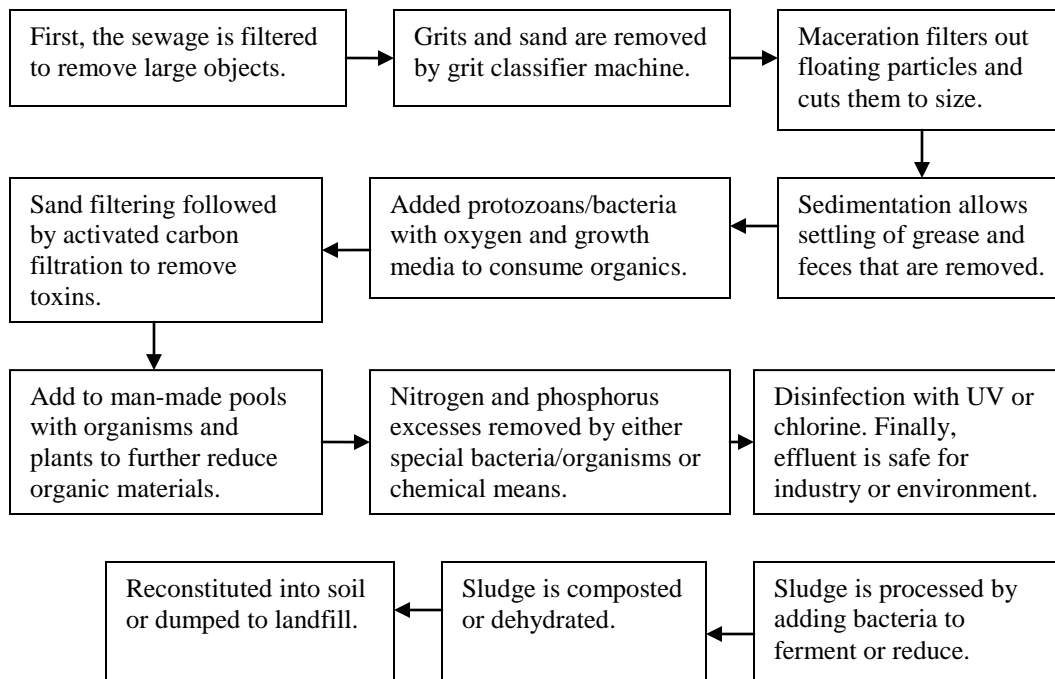 First, the sewage is filtered
to remove large objects.
Grits and sand are removed
by grit classifier machine.
Maceration filters out
floating particles and
cuts them to size.
Sedimentation allows
settling of grease and
feces that are removed.
Added protozoans/bacteria
with oxygen and growth
media to consume organics.
Sand filtering followed
by activated carbon
filtration to remove
toxins.
Add to man-made pools
with organisms and
plants to further reduce
organic materials.
Nitrogen and phosphorus
excesses removed by either
special bacteria/organisms or
chemical means.
Disinfection with UV or
chlorine. Finally,
effluent is safe for
industry or environment.
Sludge is processed by
adding bacteria to
ferment or reduce.
Sludge is composted
or dehydrated.
Reconstituted into soil
or dumped to landfill.